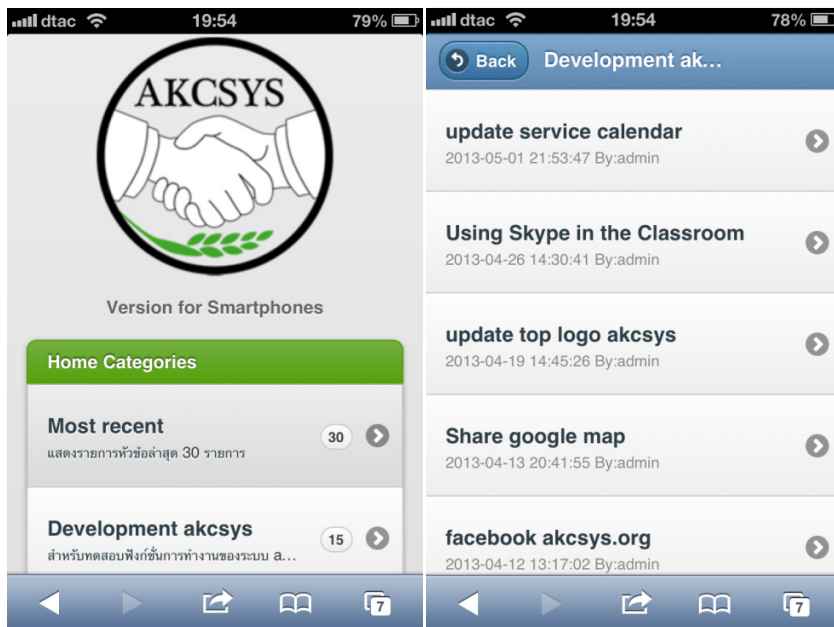 dtac 19:54 79%
AKCSYS
Version for Smartphones
Home Categories
Most recent
แสดงรายการหัวข้อล่าสุด 30 รายการ
30
Development akcsys
สำหรับทดสอบฟังก์ชั่นการทำงานของระบบ a...
15
7
dtac 19:54 78%
Back Development ak...
update service calendar
2013-05-01 21:53:47 By:admin
Using Skype in the Classroom
2013-04-26 14:30:41 By:admin
update top logo akcsys
2013-04-19 14:45:26 By:admin
Share google map
2013-04-13 20:41:55 By:admin
facebook akcsys.org
2013-04-12 13:17:02 By:admin
7